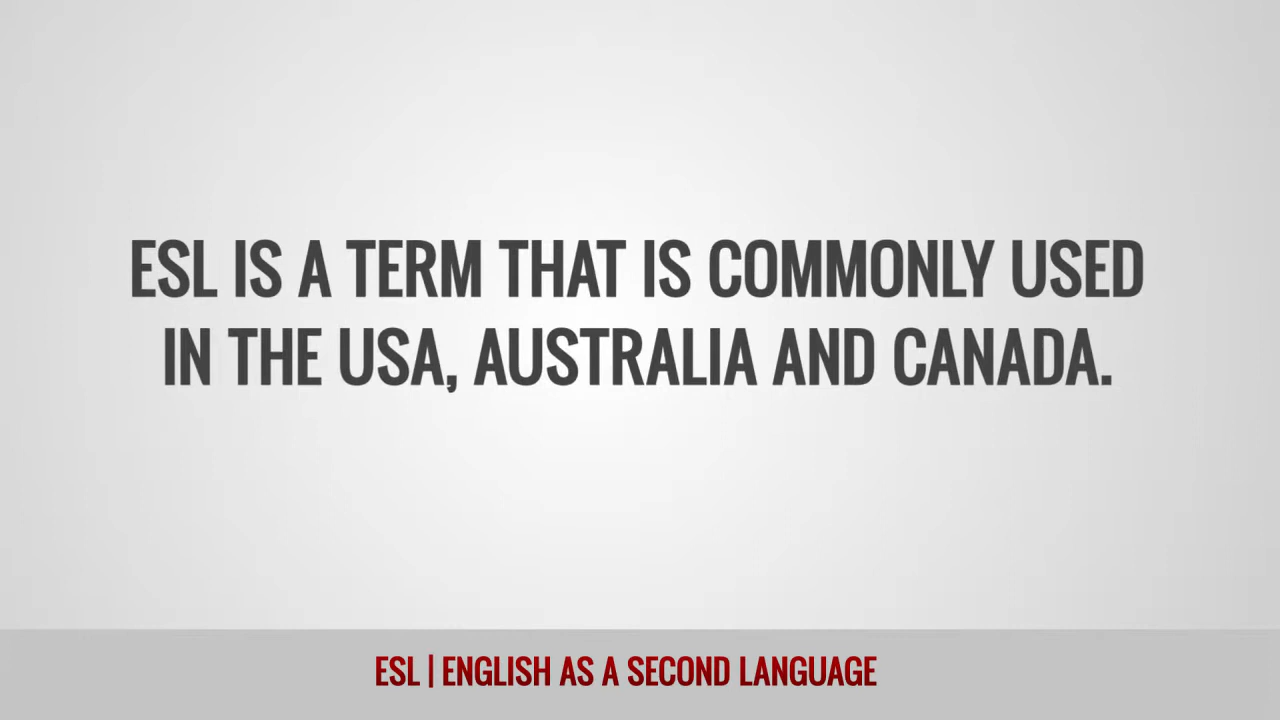 ESL IS A TERM THAT IS COMMONLY USED
IN THE USA, AUSTRALIA AND CANADA.
ESL | ENGLISH AS A SECOND LANGUAGE